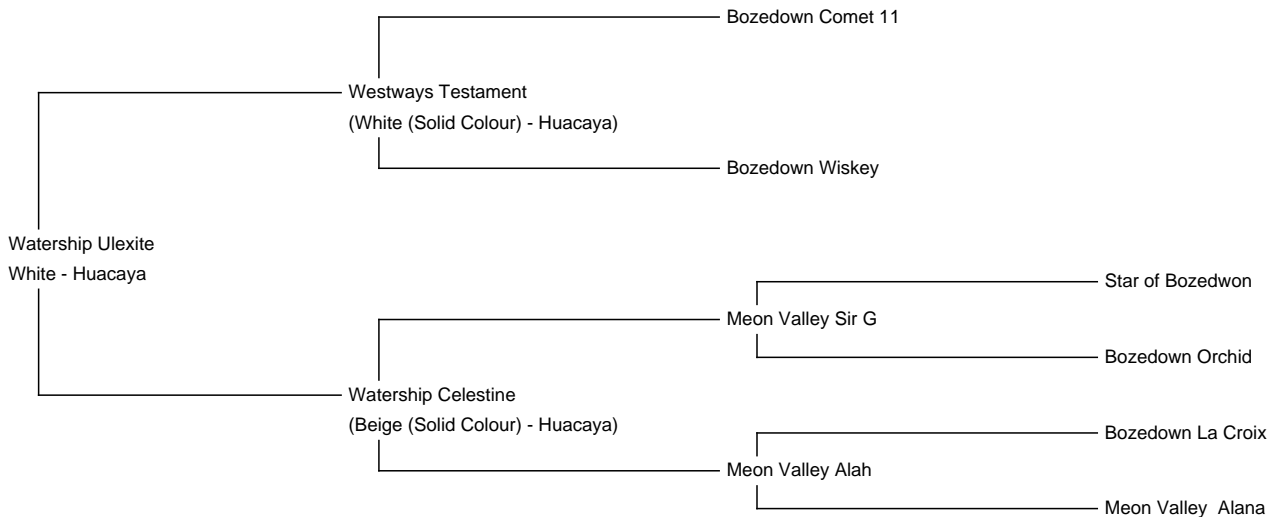 Bozedown Comet 11
Westways Testament
(White (Solid Colour) - Huacaya)
Bozedown Wiskey
Watership Ulexite
White - Huacaya
Star of Bozedwon
Meon Valley Sir G
Bozedown Orchid
Watership Celestine
(Beige (Solid Colour) - Huacaya)
Bozedown La Croix
Meon Valley Alah
Meon Valley  Alana